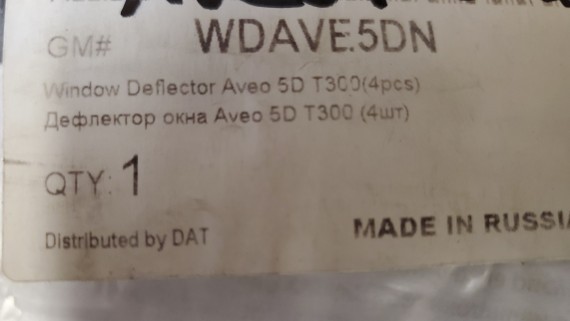 GM# WDAVE5DN
Window Deflector Aveo 5D T300(4pcs)
Дефлектор окна Aveo 5D T300 (4шт)
QTY: 1
Distributed by DAT
MADE IN RUSSIA